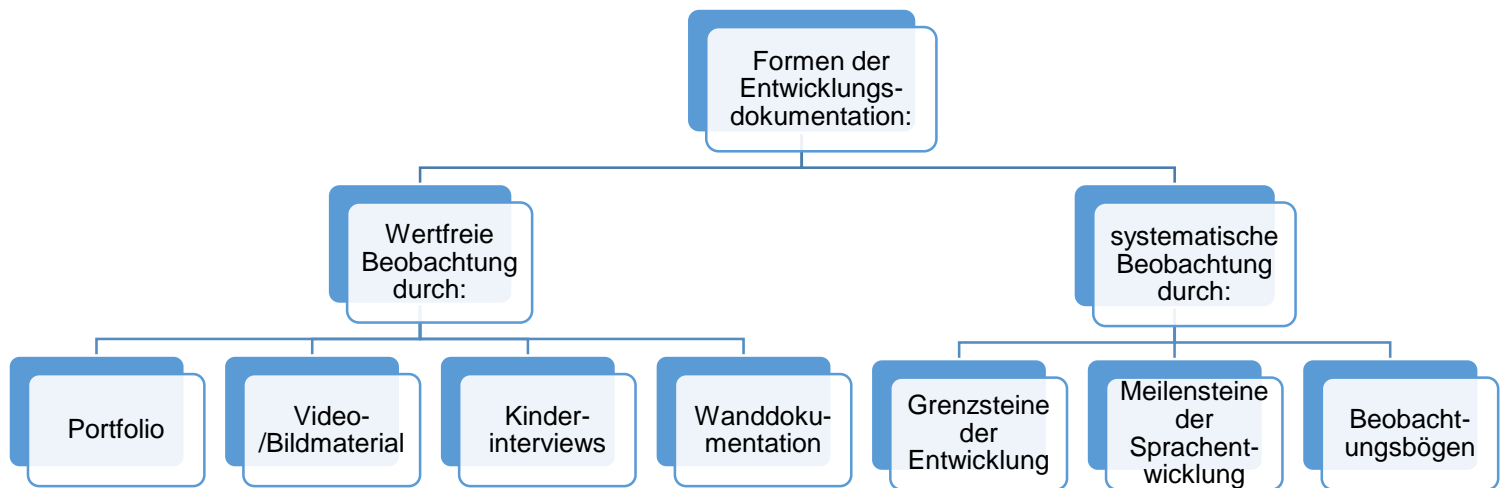 Formen der
Entwicklungs-
dokumentation:
Wertfreie
Beobachtung
durch:
systematische
Beobachtung
durch:
Portfolio
Video-
/Bildmaterial
Kinder-
interviews
Wanddoku-
mentation
Grenzsteine
der
Entwicklung
Meilensteine
der
Sprachent-
wicklung
Beobacht-
ungsbögen